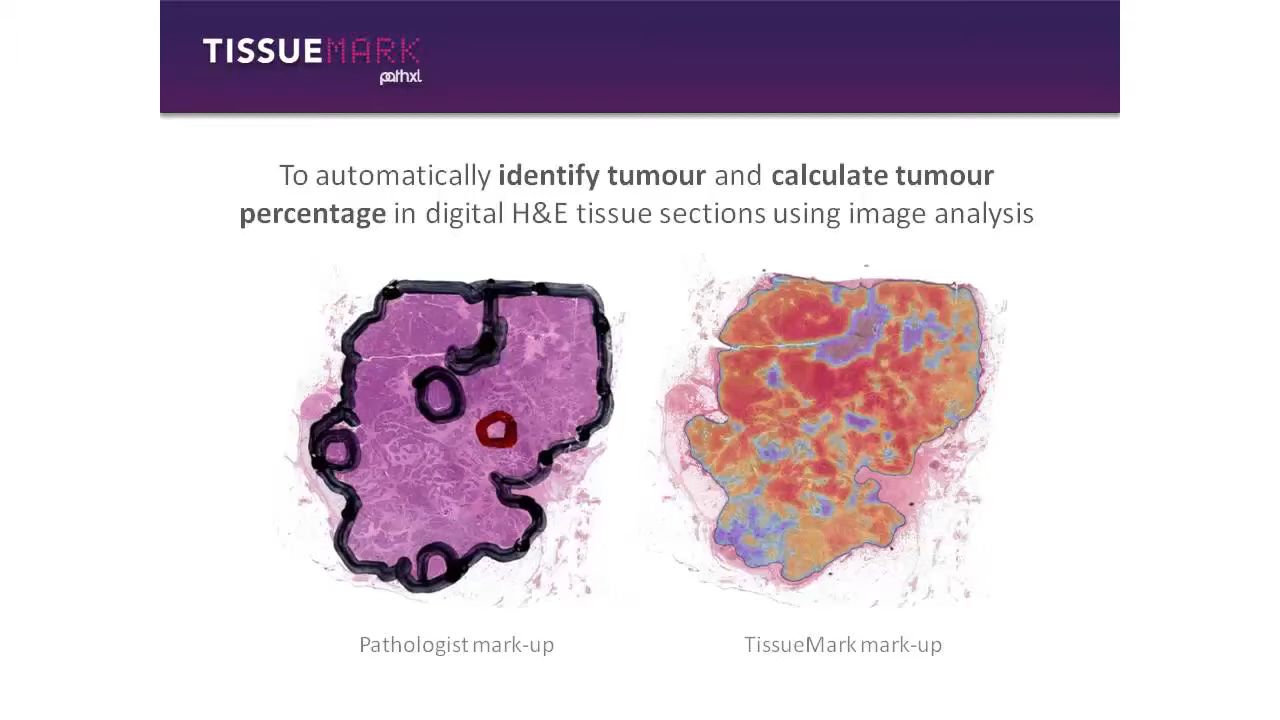 TISSUEMARK
pathxl
To automatically identify tumour and calculate tumour
percentage in digital H&E tissue sections using image analysis
Pathologist mark-up
TissueMark mark-up